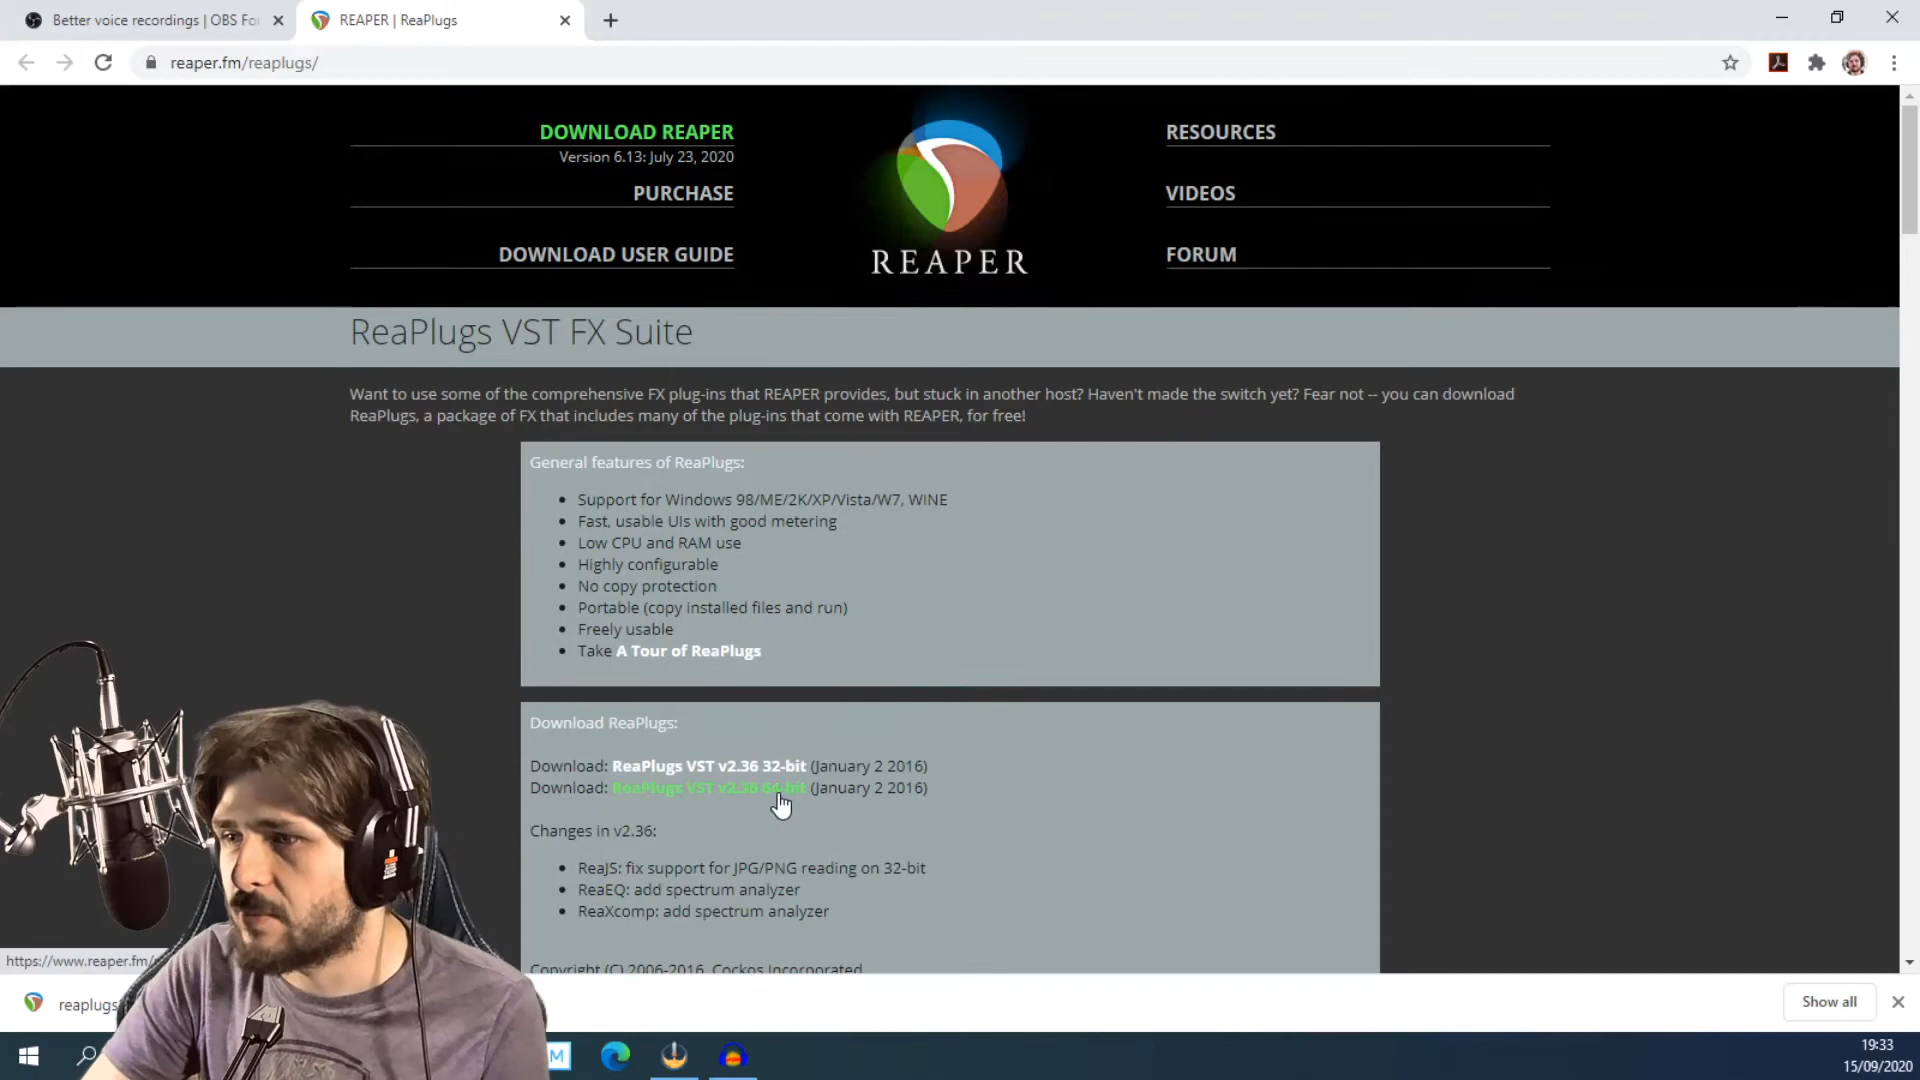 Better voice recordings | OBS Fo
REAPER | ReaPlugs
reaper.fm/reaplugs/
DOWNLOAD REAPER
Version 6.13: July 23, 2020
PURCHASE
DOWNLOAD USER GUIDE
REAPER
RESOURCES
VIDEOS
FORUM
ReaPlugs VST FX Suite
Want to use some of the comprehensive FX plug-ins that REAPER provides, but stuck in another host? Haven't made the switch yet? Fear not -- you can download
ReaPlugs, a package of FX that includes many of the plug-ins that come with REAPER, for free!
General features of ReaPlugs:
• Support for Windows 98/ME/2K/XP/Vista/W7, WINE
• Fast, usable UIs with good metering
• Low CPU and RAM use
• Highly configurable
• No copy protection
• Portable (copy installed files and run)
• Freely usable
• Take A Tour of ReaPlugs
Download ReaPlugs:
Download: ReaPlugs VST v2.36 32-bit (January 2 2016)
Download: ReaPlugs VST v2.36 64-bit (January 2 2016)
Changes in v2.36:
• ReaJS: fix support for JPG/PNG reading on 32-bit
• ReaEQ: add spectrum analyzer
• ReaXcomp: add spectrum analyzer
Copyright (C) 2006-2016, Cockos Incorporated
https://www.reaper.fm/
reaplugs
Show all
M
19:33
15/09/2020